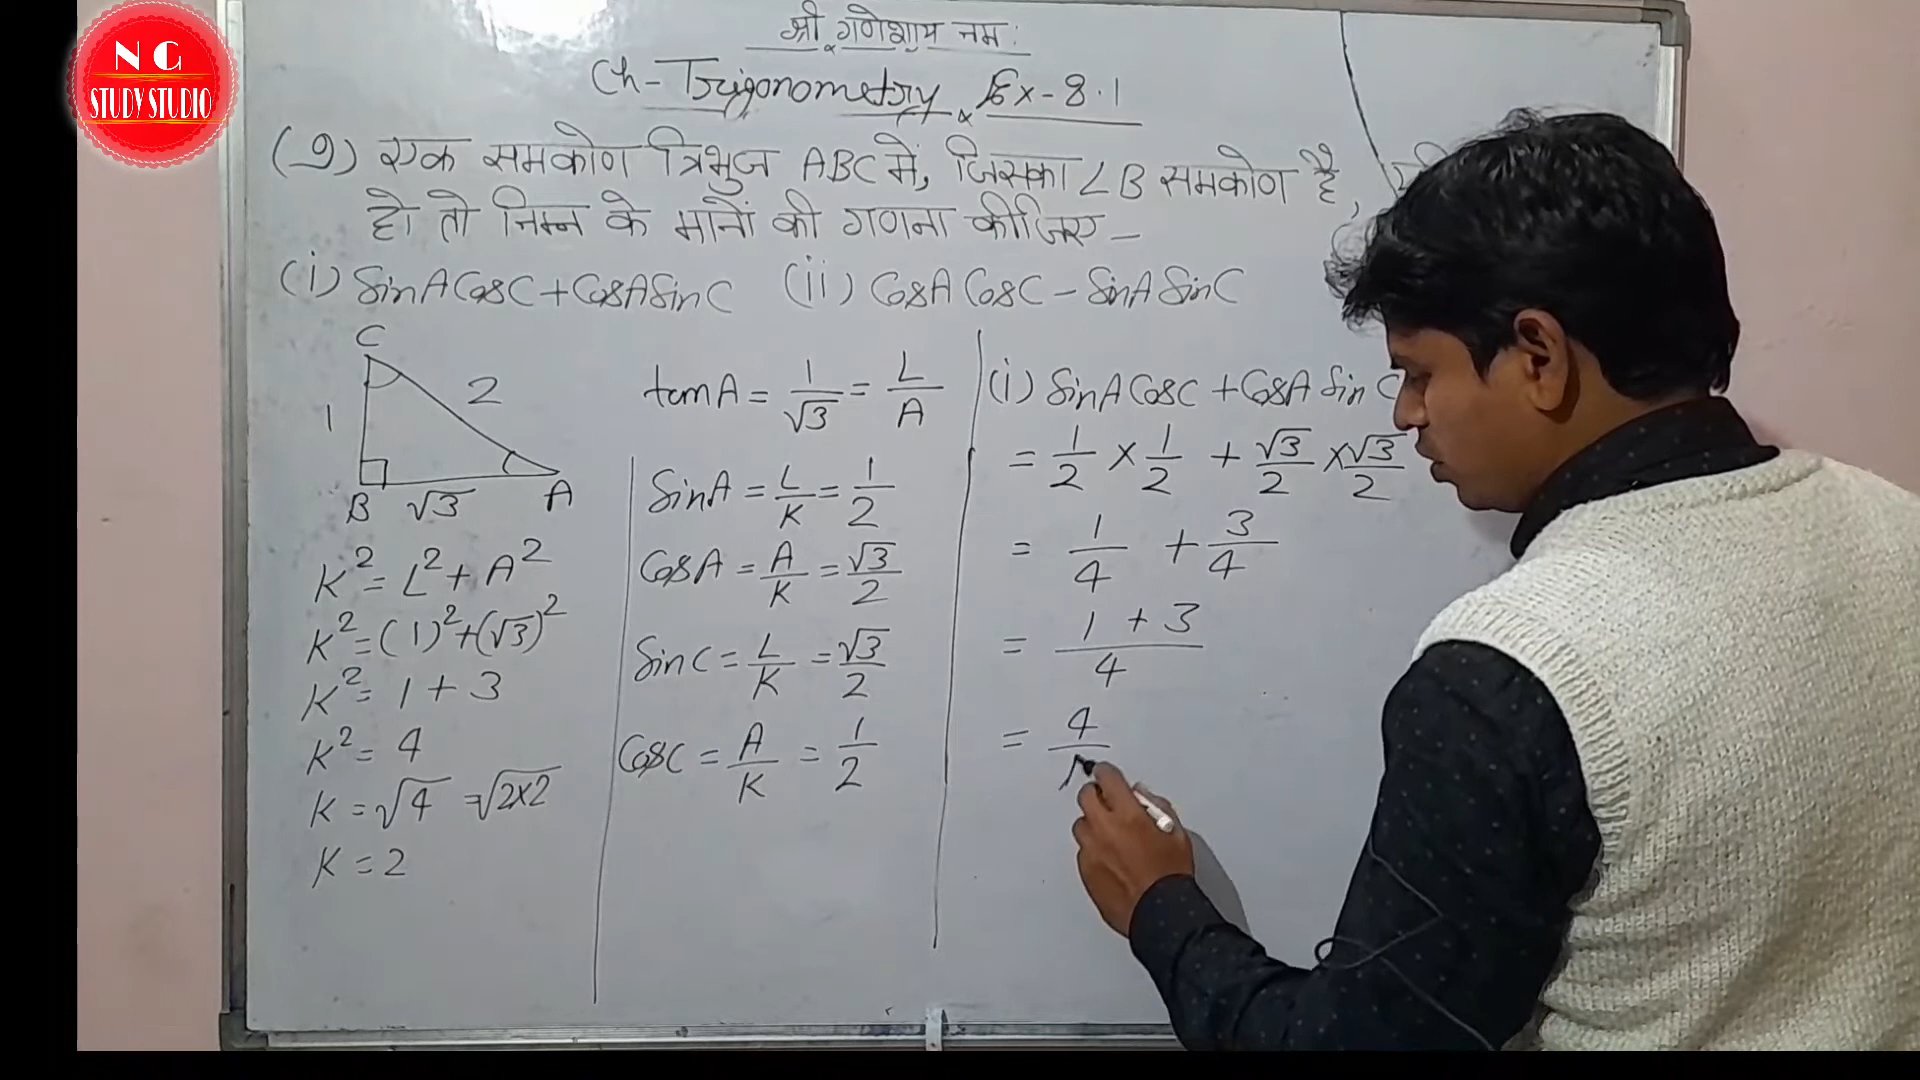 NG
STUDY STUDIO
श्री गणेशाय नमः
Ch-Trigonometry Ex-8.1
(9) एक समकोण त्रिभुज ABC में, जिसका ∠B समकोण है,
हो तो निम्न के मानों की गणना कीजिए -
(i) SinA CosC + CosA SinC (ii) CosA CosC - SinA SinC
C
1
2
B √3 A
K² = L² + A²
K² = (1)² + (√3)²
K² = 1 + 3
K² = 4
K = √4 = √2×2
K = 2
tanA = 1/√3 = L/A
SinA = L/K = 1/2
CosA = A/K = √3/2
SinC = L/K = √3/2
CosC = A/K = 1/2
(i) SinA CosC + CosA SinC
= 1/2 × 1/2 + √3/2 × √3/2
= 1/4 + 3/4
= 1 + 3/4
= 4